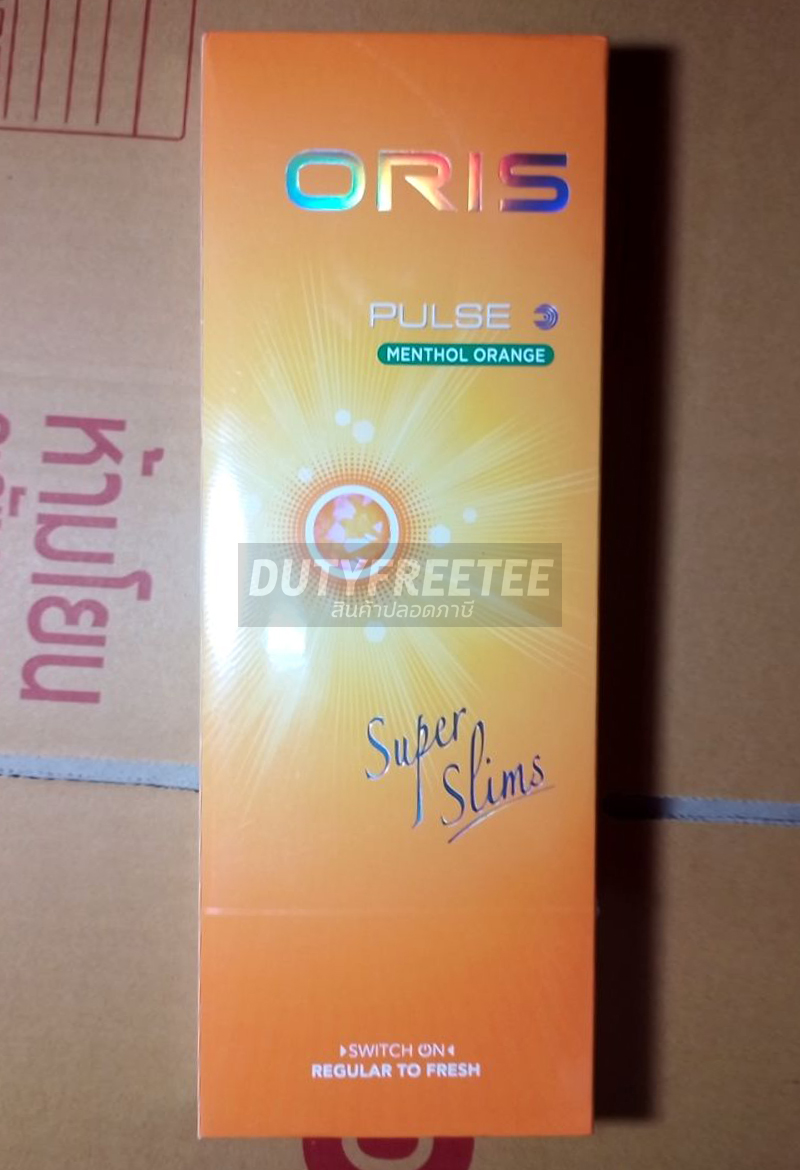 ORIS
PULSE
MENTHOL ORANGE
ห้ามโยน
DUTYFREETEE
สินค้าปลอดภาษี
Super
Slims
SWITCH ON
REGULAR TO FRESH